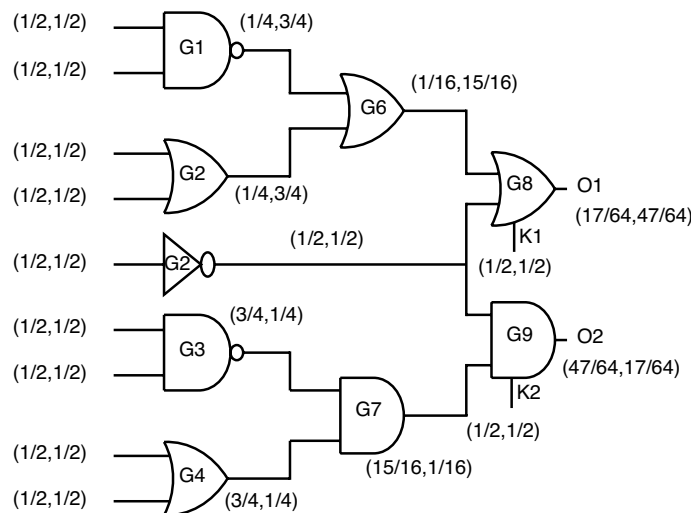 (1/2,1/2)
(1/4,3/4)
G1
(1/2,1/2)
(1/16,15/16)
G6
(1/2,1/2)
G2
(1/2,1/2)
(1/4,3/4)
G8
O1
(17/64,47/64)
K1
(1/2,1/2)
(1/2,1/2)
G2
(1/2,1/2)
(1/2,1/2)
(3/4,1/4)
G3
(1/2,1/2)
G9
O2
(47/64,17/64)
K2
(1/2,1/2)
G7
(1/2,1/2)
G4
(15/16,1/16)
(1/2,1/2)
(3/4,1/4)